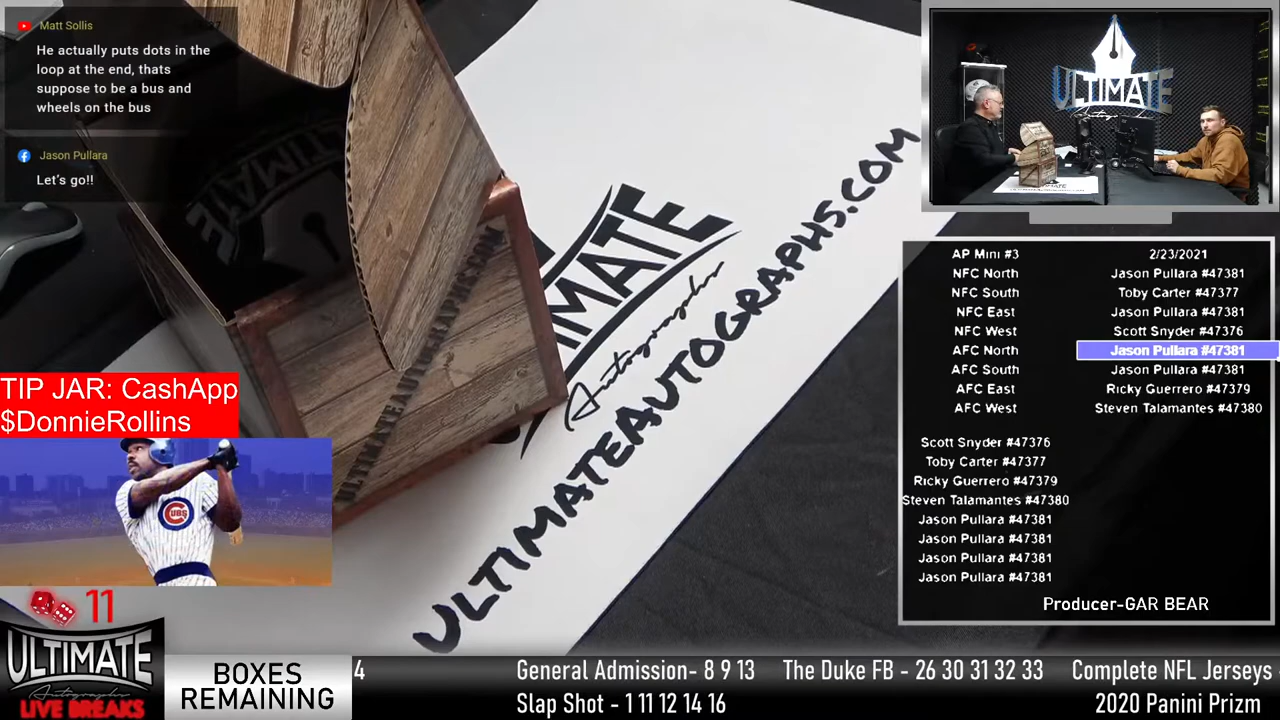 Matt Sollis
He actually puts dots in the
loop at the end, thats
suppose to be a bus and
wheels on the bus
Jason Pullara
Let's go!!
ULTIMATE
Autographs
ULTIMATEAUTOGRAPHS.COM
ULTIMATEAUTOGRAPHS.COM
ULTIMATE
ULTIMATE
AP Mini #3 2/23/2021
NFC North Jason Pullara #47381
NFC South Toby Carter #47377
NFC East Jason Pullara #47381
NFC West Scott Snyder #47376
AFC North Jason Pullara #47381
AFC South Jason Pullara #47381
AFC East Ricky Guerrero #47379
AFC West Steven Talamantes #47380
Scott Snyder #47376
Toby Carter #47377
Ricky Guerrero #47379
Steven Talamantes #47380
Jason Pullara #47381
Jason Pullara #47381
Jason Pullara #47381
Jason Pullara #47381
Producer-GAR BEAR
TIP JAR: CashApp
$DonnieRollins
CUBS
11
ULTIMATE
Autographs
LIVE BREAKS
BOXES
REMAINING
4 General Admission- 8 9 13 The Duke FB - 26 30 31 32 33 Complete NFL Jerseys -
Slap Shot - 1 11 12 14 16 2020 Panini Prizm